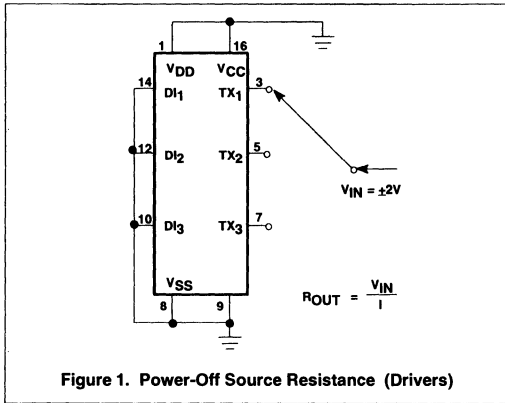 1 16
VDD VCC
14 DI1 TX1 3
12 DI2 TX2 5
VIN = ±2V
10 DI3 TX3 7
VSS
8 9
ROUT = VIN / I
Figure 1. Power-Off Source Resistance (Drivers)